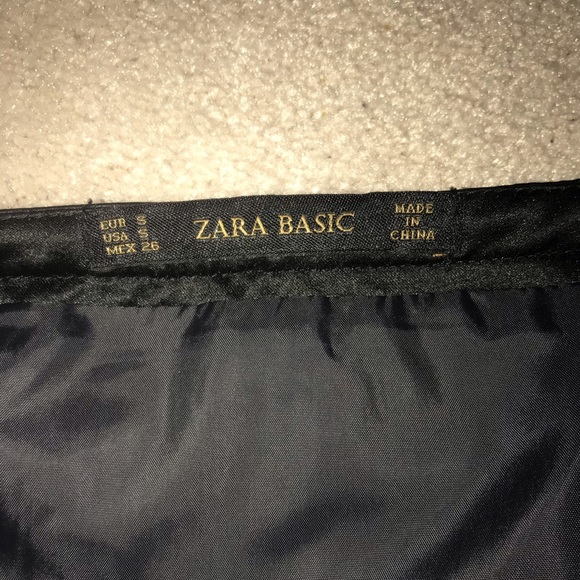 EUR S
USA S
MEX 26
ZARA BASIC
MADE
IN
CHINA